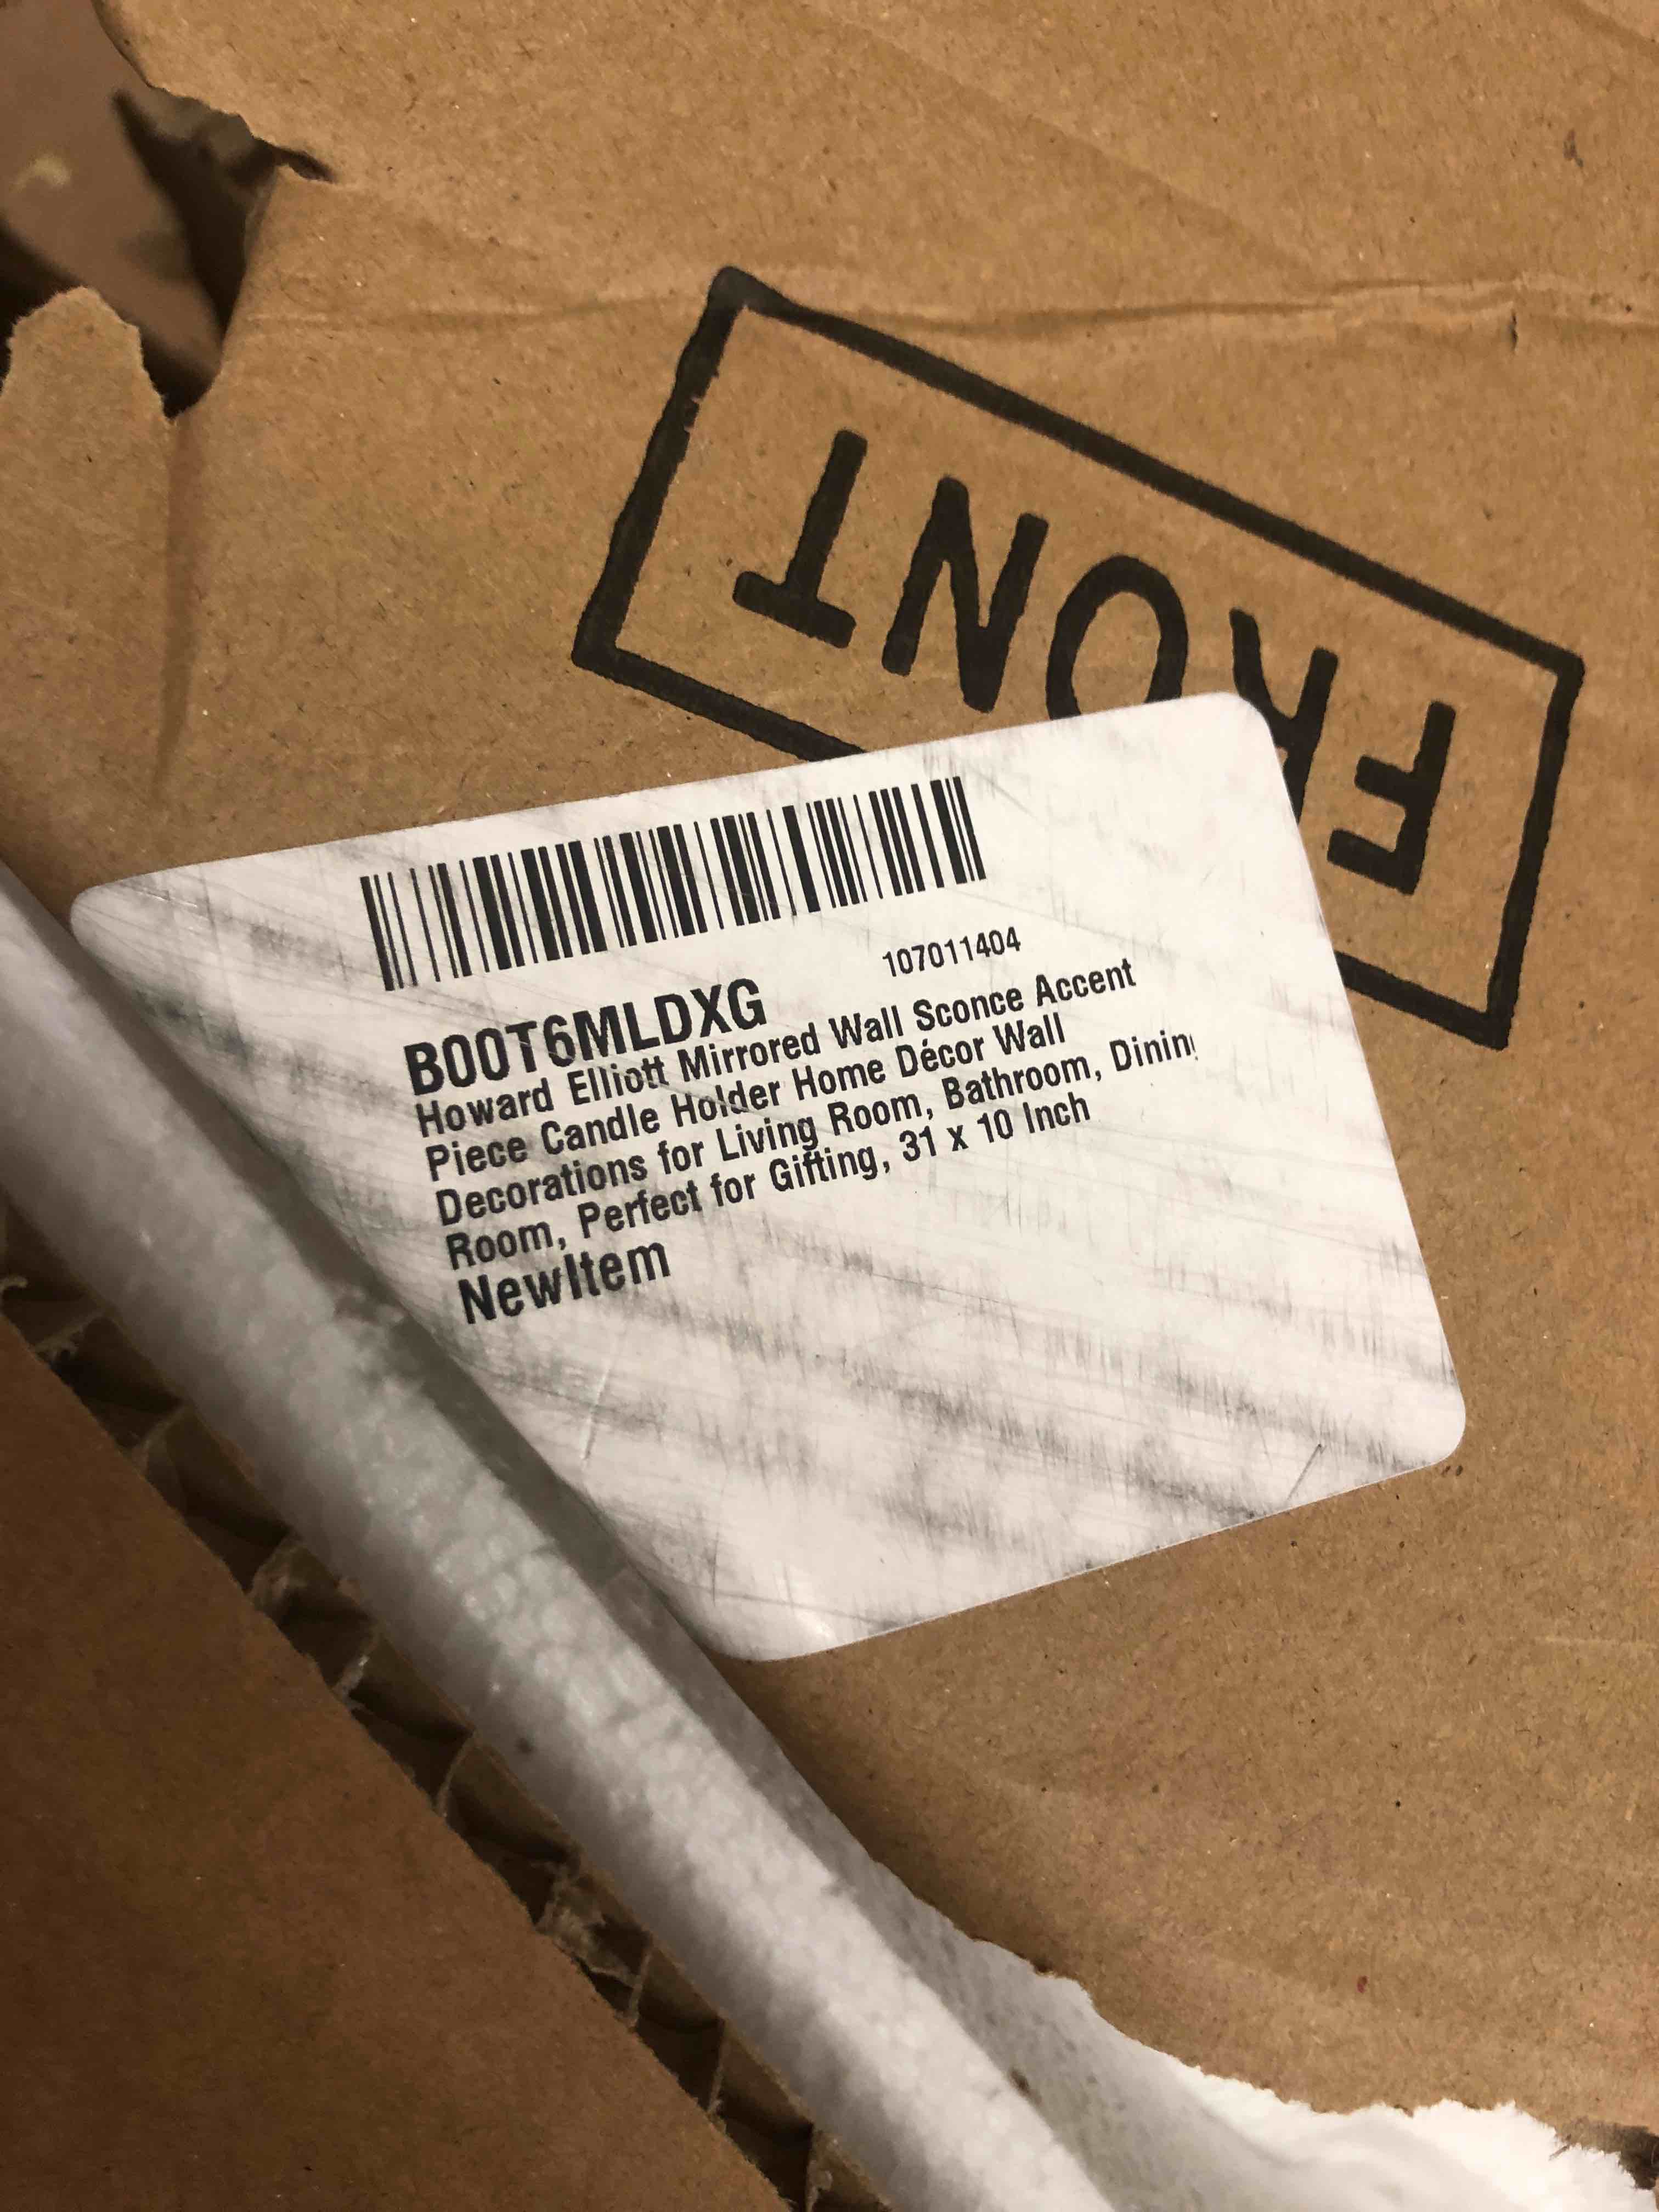 FRONT
107011404
B00T6MLDXG
Howard Elliott Mirrored Wall Sconce Accent
Piece Candle Holder Home Décor Wall
Decorations for Living Room, Bathroom, Dinin
Room, Perfect for Gifting, 31 x 10 Inch
NewItem